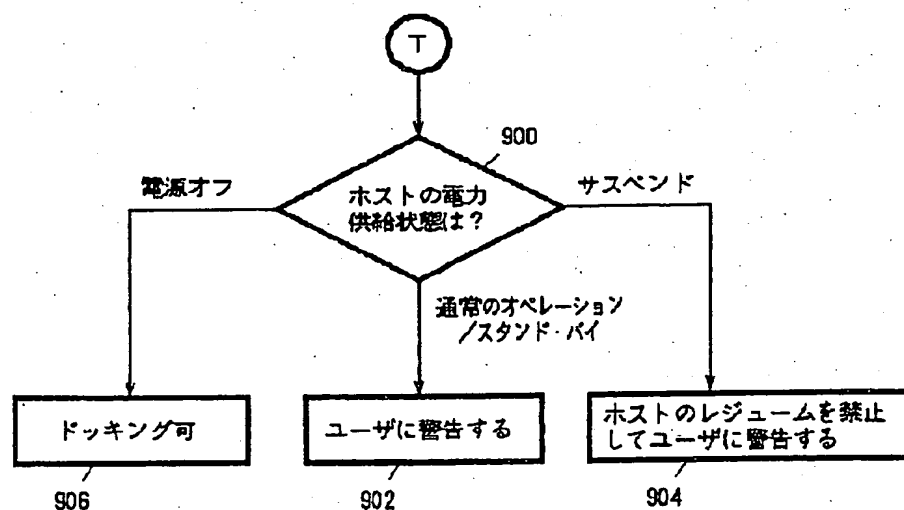 T
900
電源オフ
サスペンド
ホストの電力
供給状態は?
通常のオペレーション
/スタンド・バイ
ドッキング可
ユーザに警告する
ホストのレジュームを禁止
してユーザに警告する
906
902
904